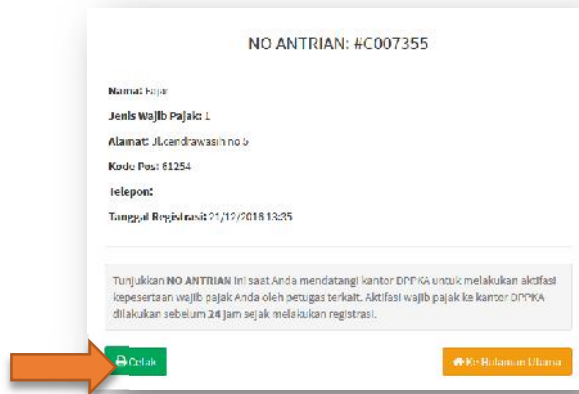 NO ANTRIAN: #C007355
Nama: Fajar
Jenis Wajib Pajak: 1
Alamat: Jl.cendrawasih no 5
Kode Pos: 61254
Telepon:
Tanggal Registrasi: 21/12/2016 13:35
Tunjukkan NO ANTRIAN ini saat Anda mendatangi kantor DPPKA untuk melakukan aktifasi
kepesertaan wajib pajak Anda oleh petugas terkait. Aktifasi wajib pajak ke kantor DPPKA
dilakukan sebelum 24 jam sejak melakukan registrasi.
Cetak
Ke Halaman Utama